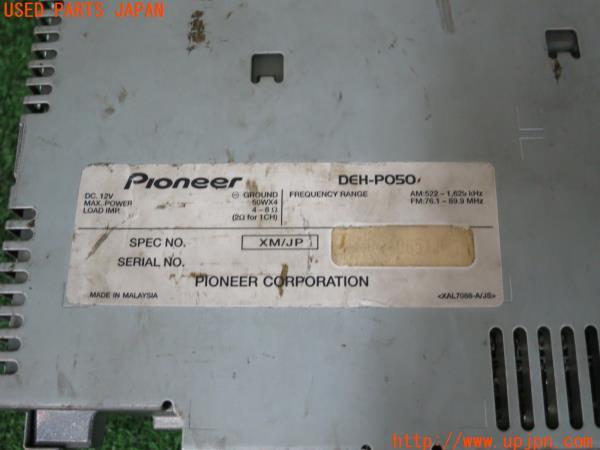 USED PARTS JAPAN
Pioneer DEH-P050
DC. 12V ⊖ GROUND FREQUENCY RANGE AM:522 – 1,629 kHz
MAX. POWER 50WX4 FM:76.1 – 89.9 MHz
LOAD IMP. 4 – 8 Ω
(2Ω for 1CH)
SPEC NO. XM/JP
SERIAL NO.
PIONEER CORPORATION
MADE IN MALAYSIA <XAL7088-A/JS>
UPJ
http://www.upjpn.com/